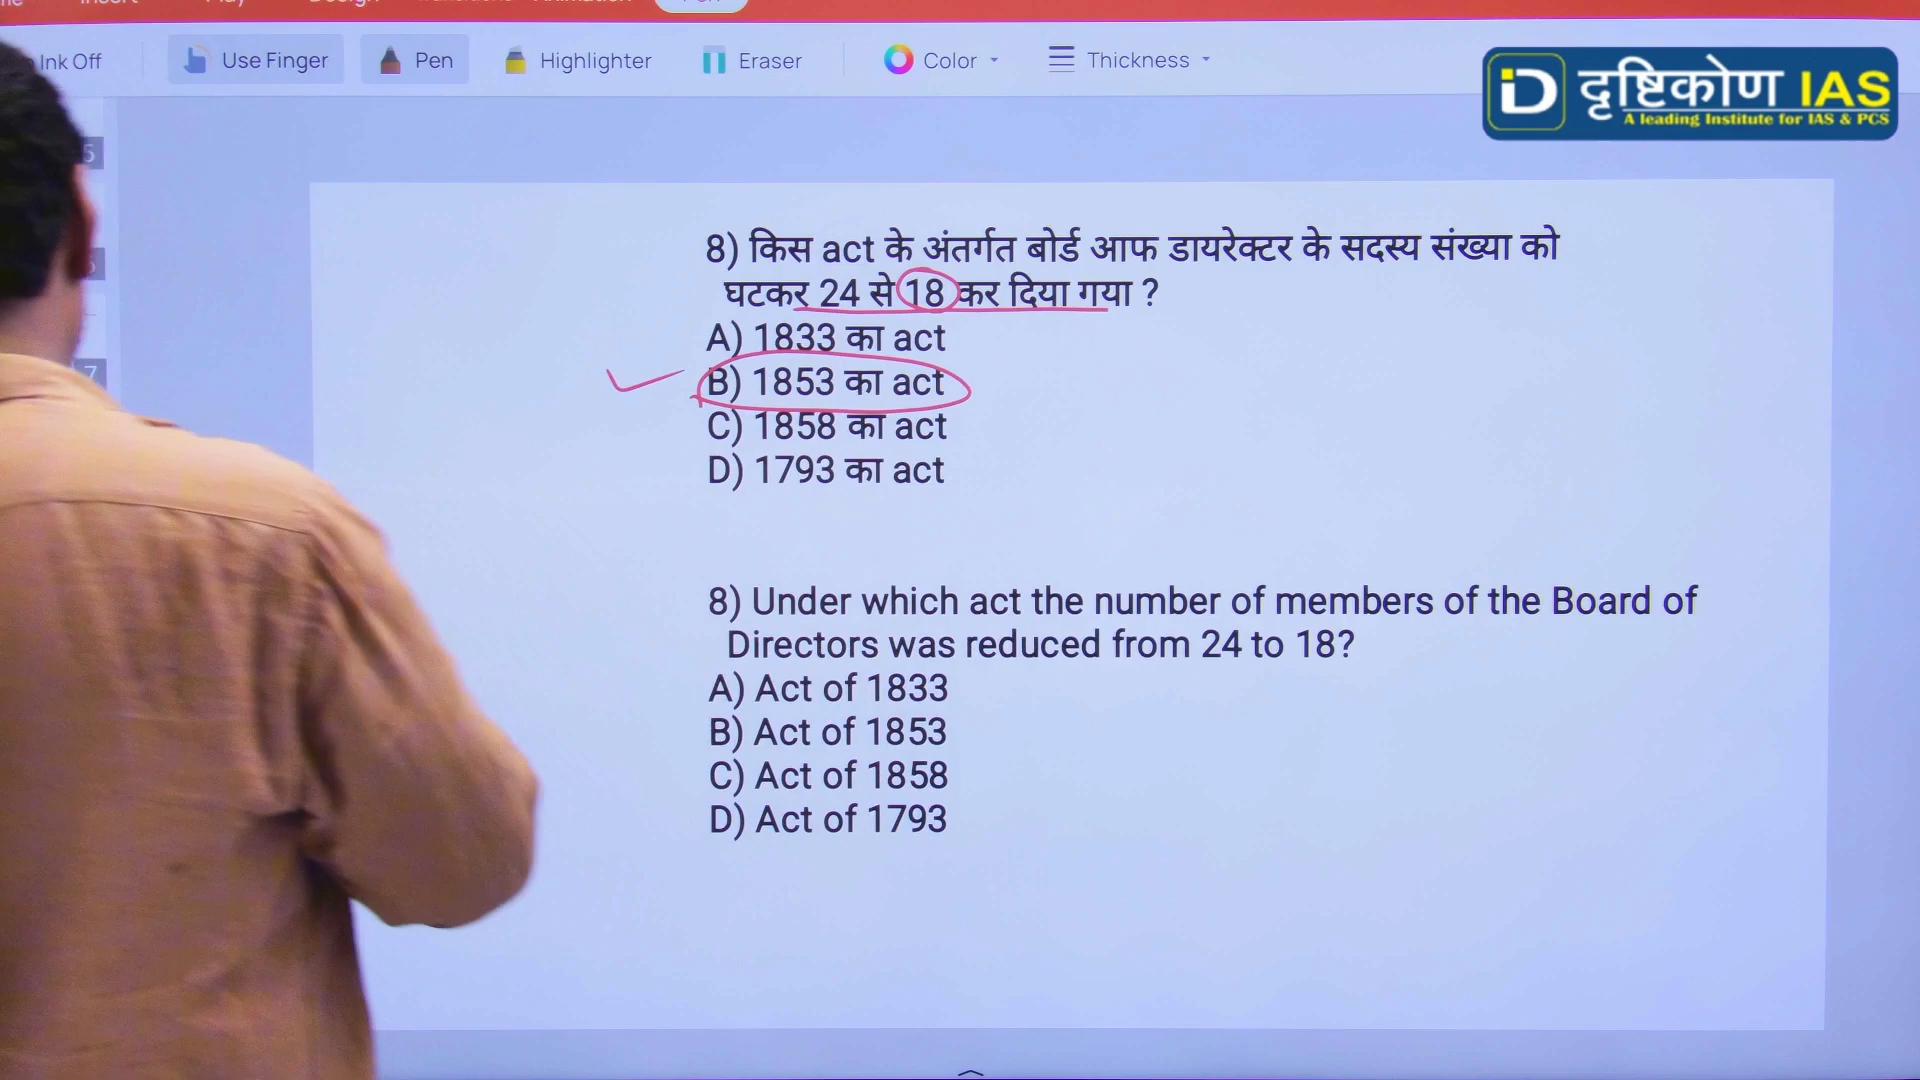 Ink Off Use Finger Pen Highlighter Eraser Color Thickness
दृष्टिकोण IAS
A leading Institute for IAS & PCS
8) किस act के अंतर्गत बोर्ड आफ डायरेक्टर के सदस्य संख्या को
घटकर 24 से 18 कर दिया गया ?
A) 1833 का act
B) 1853 का act
C) 1858 का act
D) 1793 का act
8) Under which act the number of members of the Board of
Directors was reduced from 24 to 18?
A) Act of 1833
B) Act of 1853
C) Act of 1858
D) Act of 1793